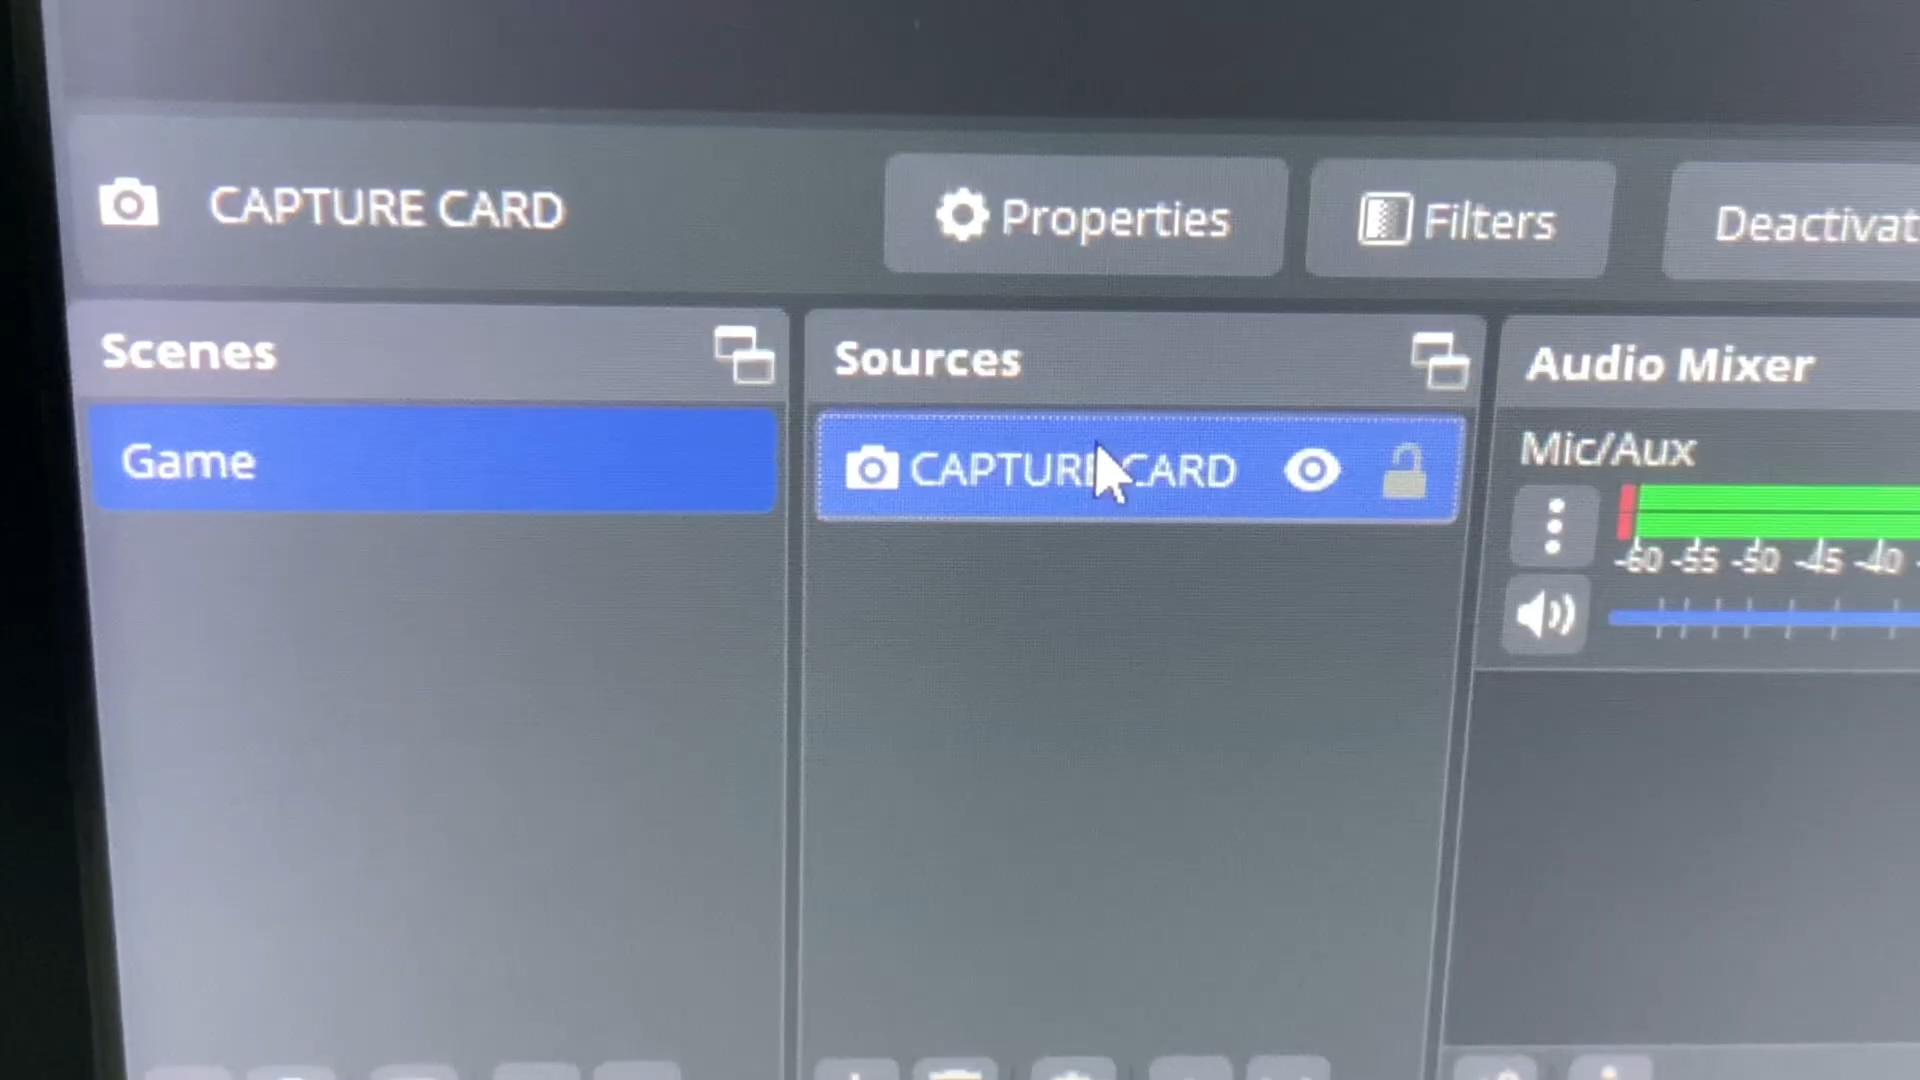 CAPTURE CARD
Properties
Filters
Deactivat
Scenes
Sources
Audio Mixer
Game
CAPTURE CARD
Mic/Aux
-60 -55 -50 -45 -40